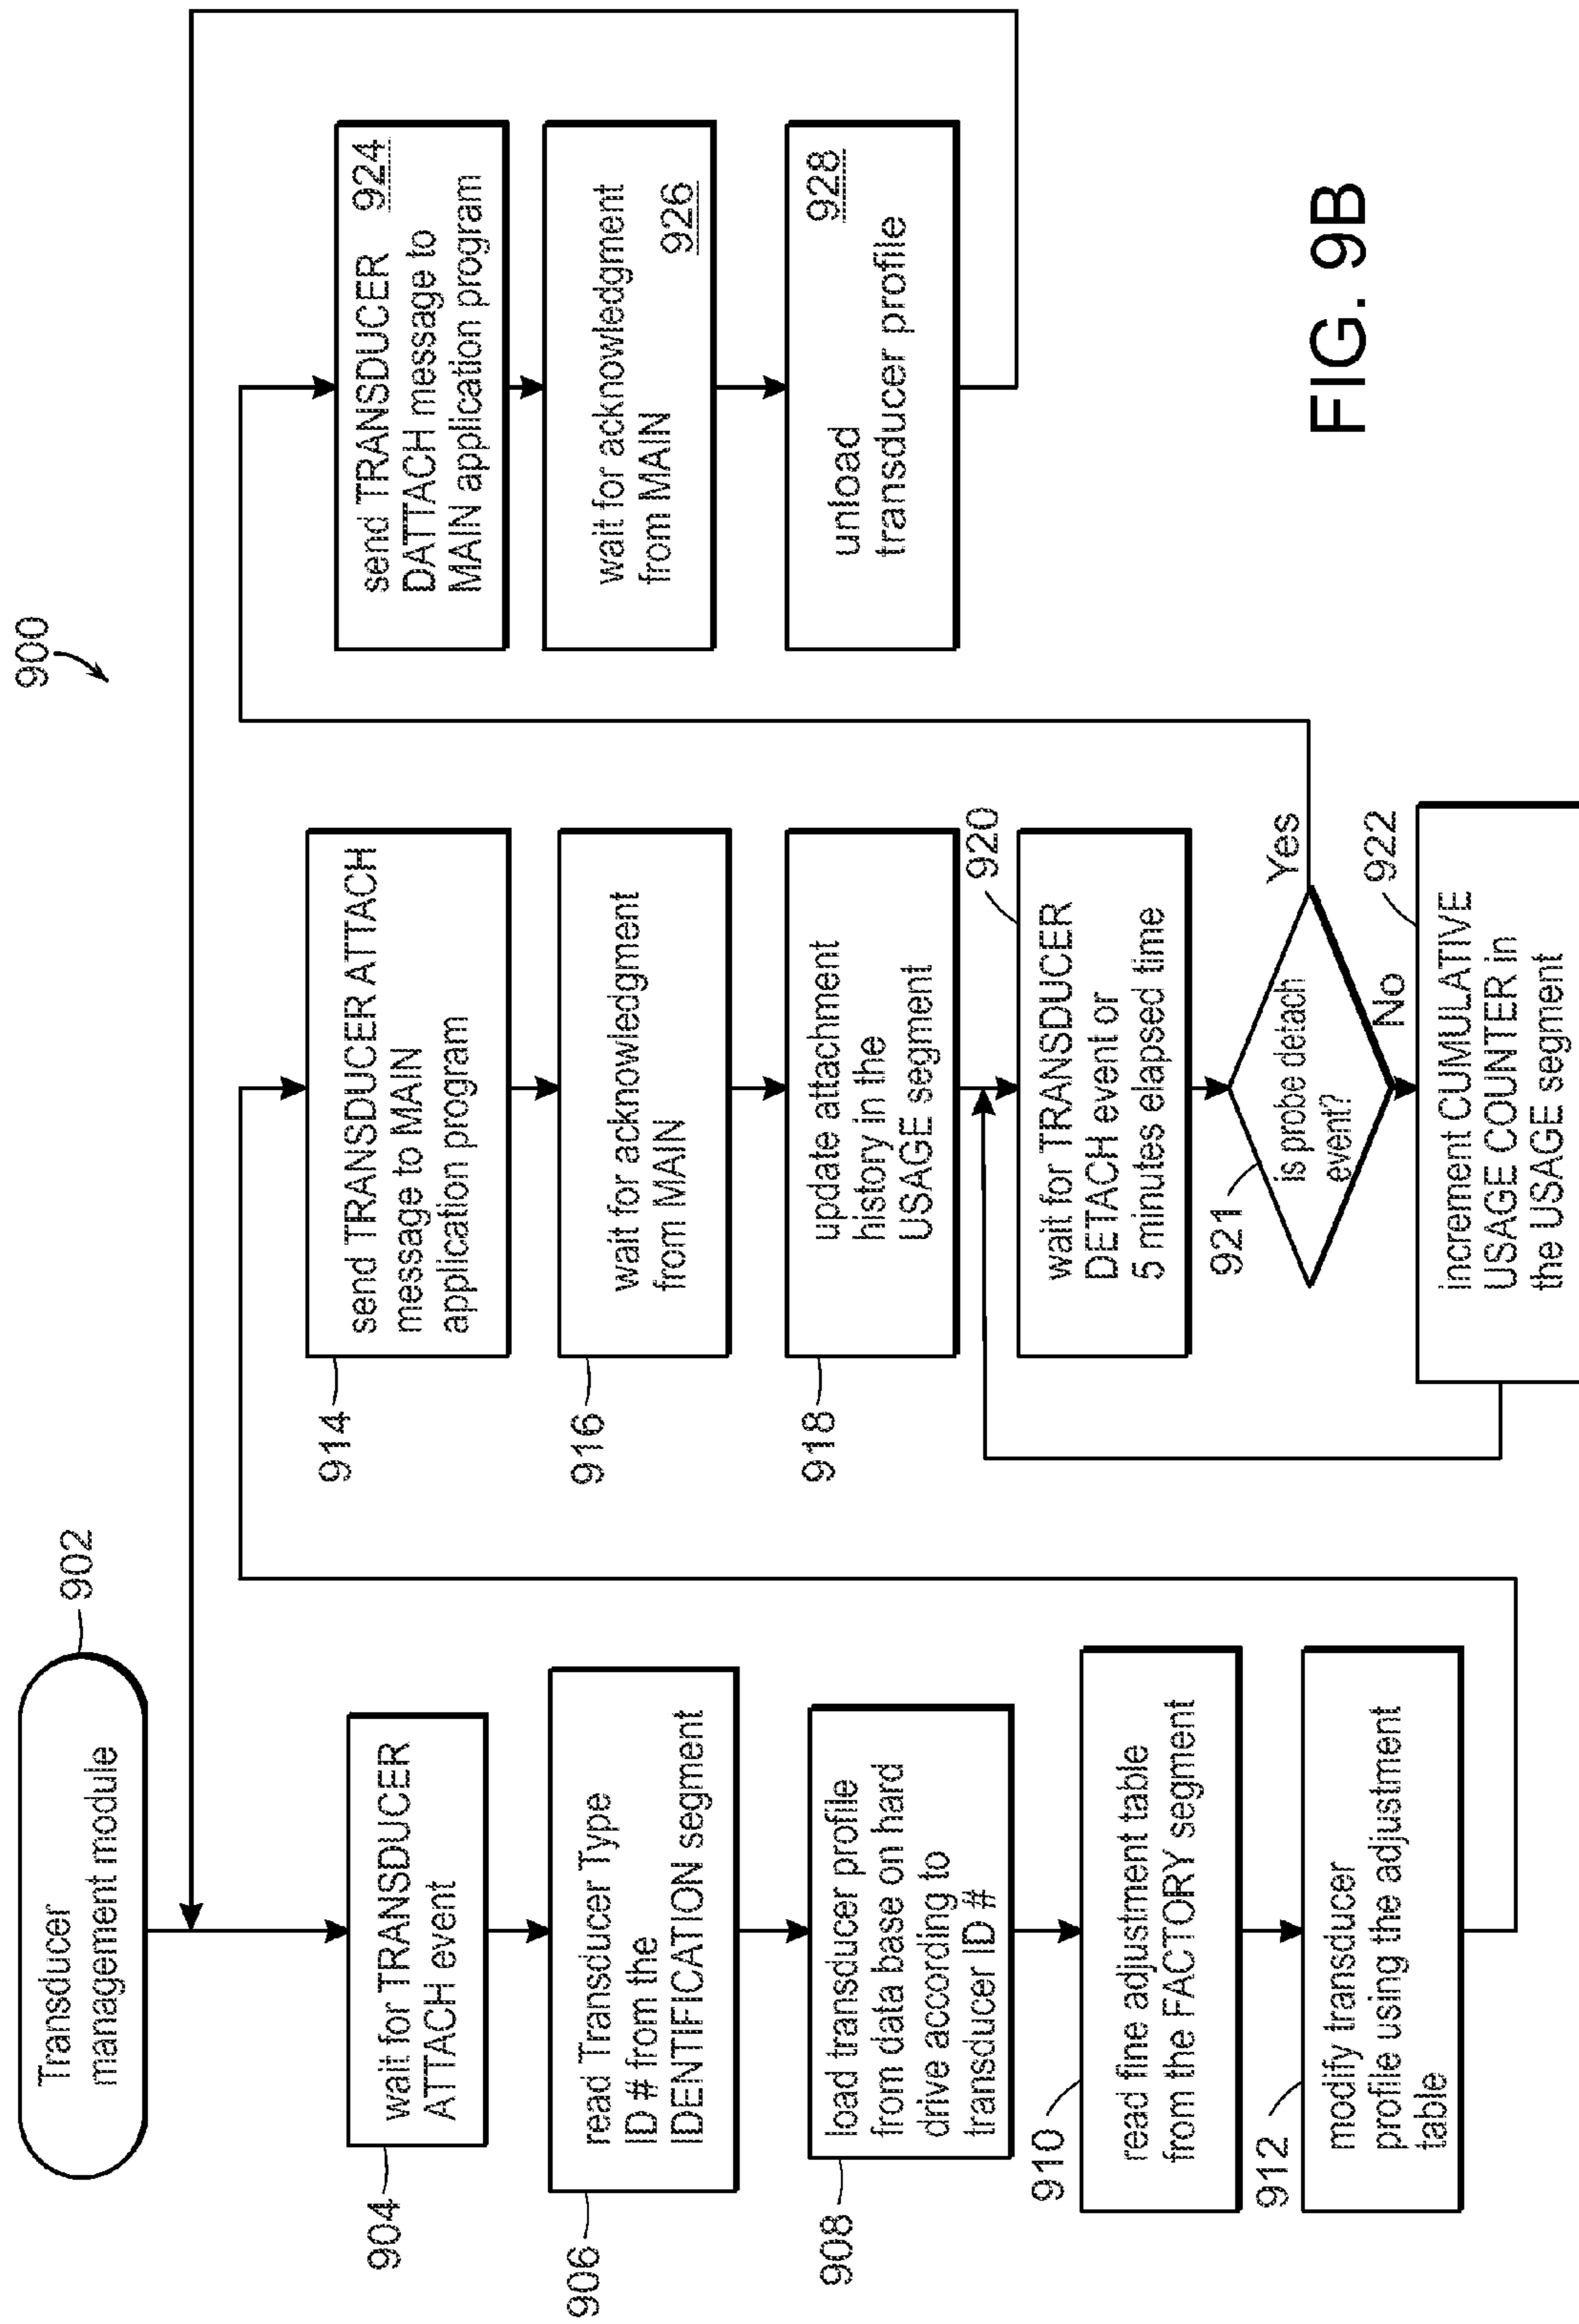 900
Transducer
management module
902
wait for TRANSDUCER
ATTACH event
904
read Transducer Type
ID # from the
IDENTIFICATION segment
906
load transducer profile
from data base on hard
drive according to
transducer ID #
908
read fine adjustment table
from the FACTORY segment
910
modify transducer
profile using the adjustment
table
912
send TRANSDUCER ATTACH
message to MAIN
application program
914
wait for acknowledgment
from MAIN
916
update attachment
history in the
USAGE segment
918
wait for TRANSDUCER
DETACH event or
5 minutes elapsed time
920
is probe detach
event?
921
Yes
No
increment CUMULATIVE
USAGE COUNTER in
the USAGE segment
922
send TRANSDUCER 924
DATTACH message to
MAIN application program
wait for acknowledgment
from MAIN 926
928
unload
transducer profile
FIG. 9B